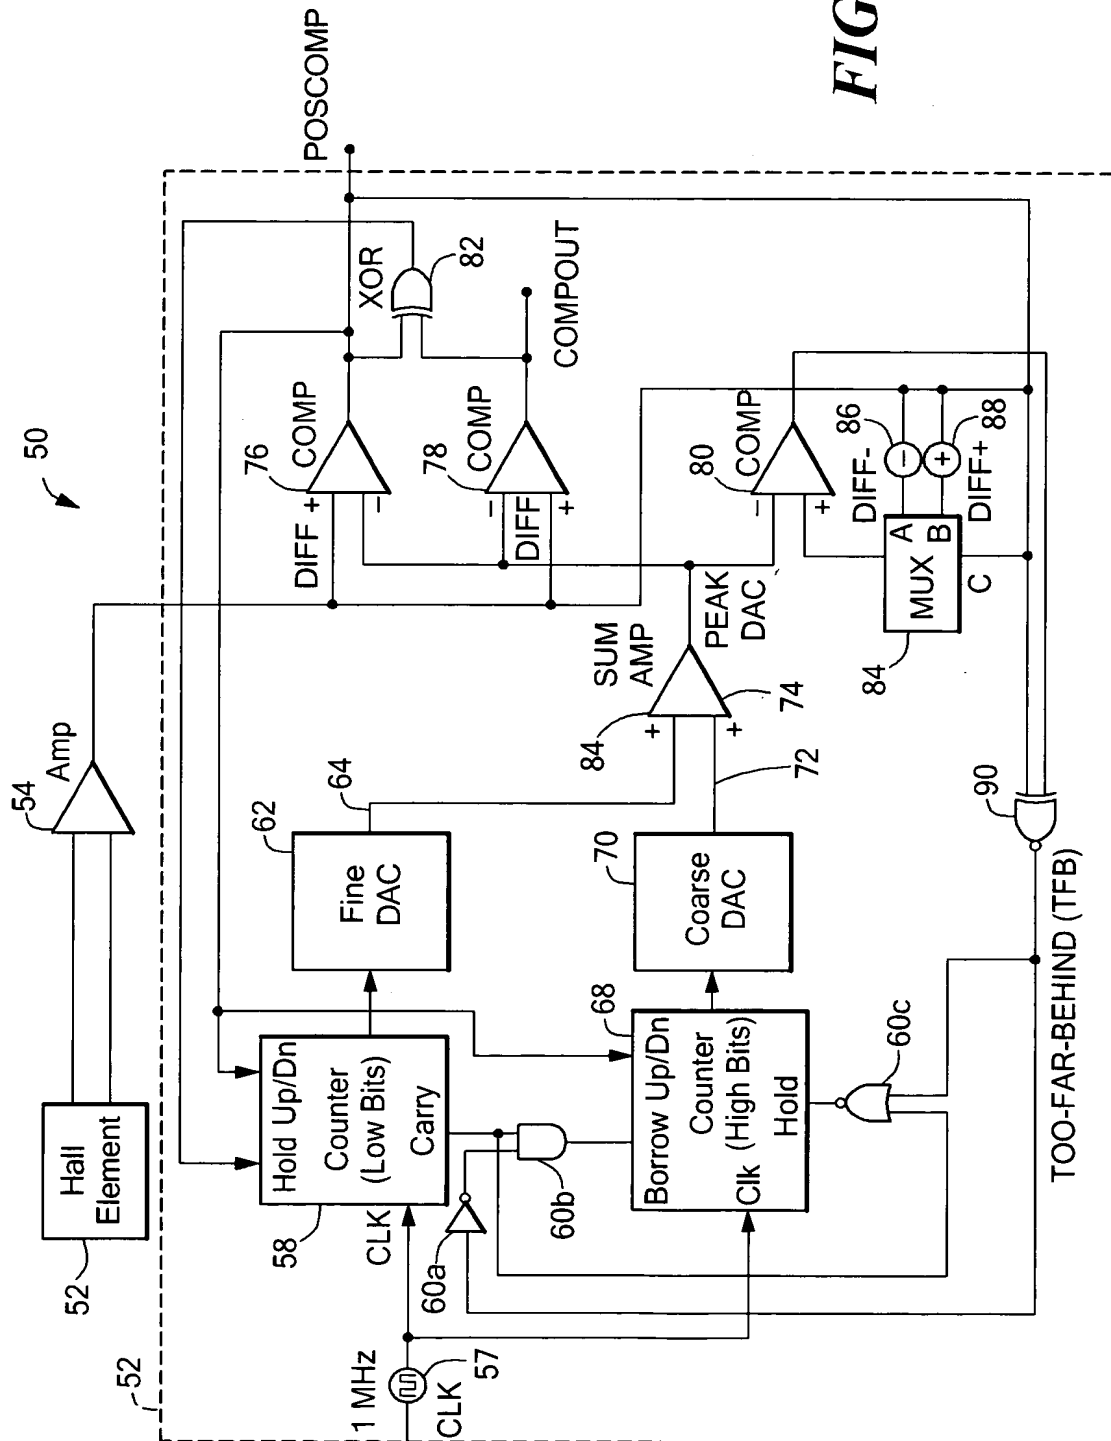 50
FIG
52
Hall
Element
54
Amp
52
1 MHz
CLK
57
CLK
58
Hold Up/Dn
Counter
(Low Bits)
Carry
60a
60b
62
Fine
DAC
64
68
Borrow Up/Dn
Counter
(High Bits)
Clk
Hold
60c
70
Coarse
DAC
72
84
SUM
AMP
+
+
74
PEAK
DAC
76
COMP
DIFF +
−
78
COMP
−
DIFF
+
XOR
82
POSCOMP
COMPOUT
80
COMP
−
+
84
MUX
A
B
C
DIFF-
86
−
+
DIFF+
88
90
TOO-FAR-BEHIND (TFB)